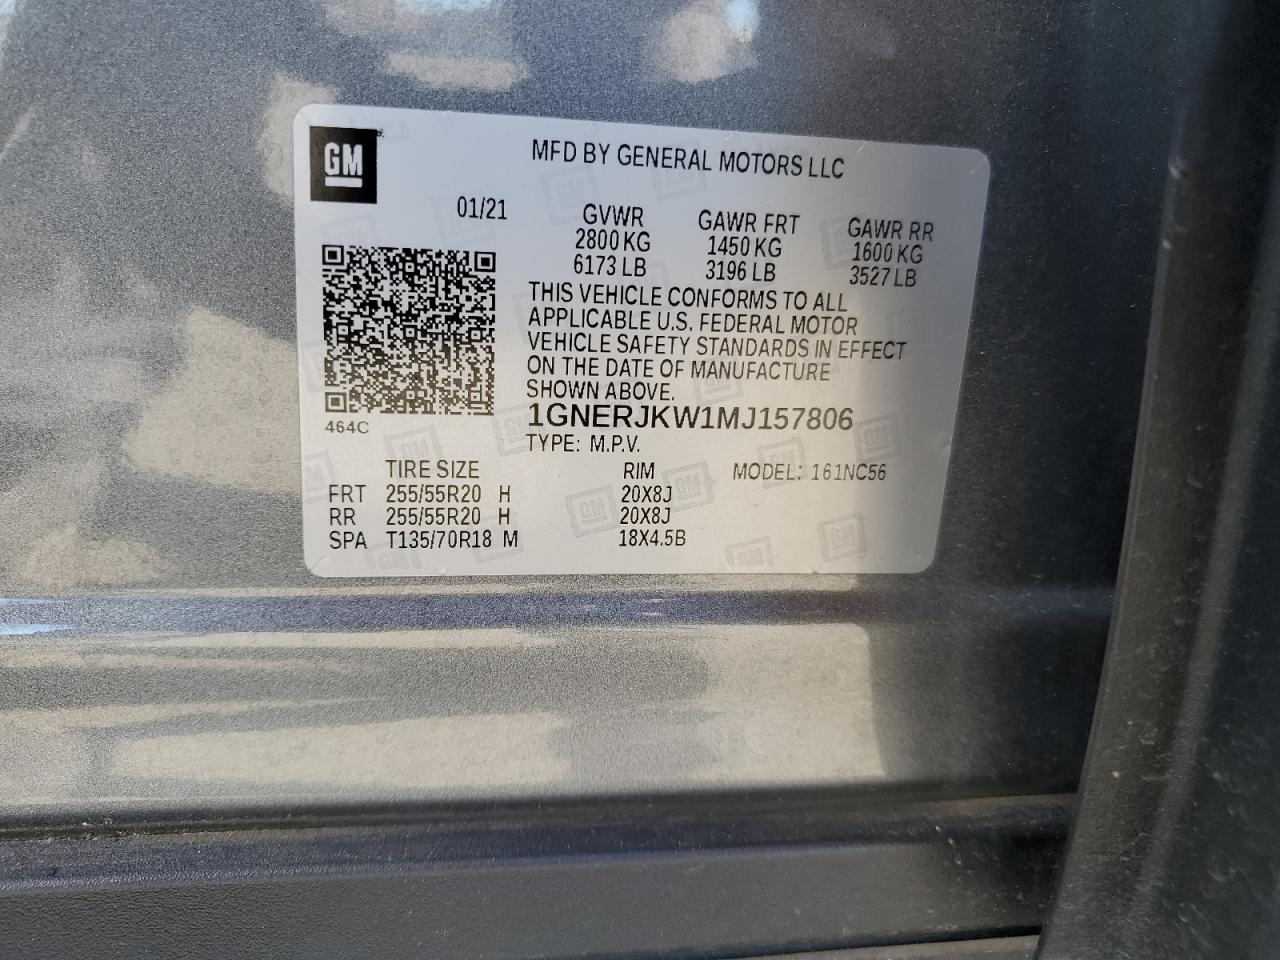 GM
MFD BY GENERAL MOTORS LLC
01/21
GVWR GAWR FRT GAWR RR
2800 KG 1450 KG 1600 KG
6173 LB 3196 LB 3527 LB
THIS VEHICLE CONFORMS TO ALL
APPLICABLE U.S. FEDERAL MOTOR
VEHICLE SAFETY STANDARDS IN EFFECT
ON THE DATE OF MANUFACTURE
SHOWN ABOVE.
464C
1GNERJKW1MJ157806
TYPE: M.P.V.
TIRE SIZE RIM MODEL: 161NC56
FRT 255/55R20 H 20X8J
RR 255/55R20 H 20X8J
SPA T135/70R18 M 18X4.5B